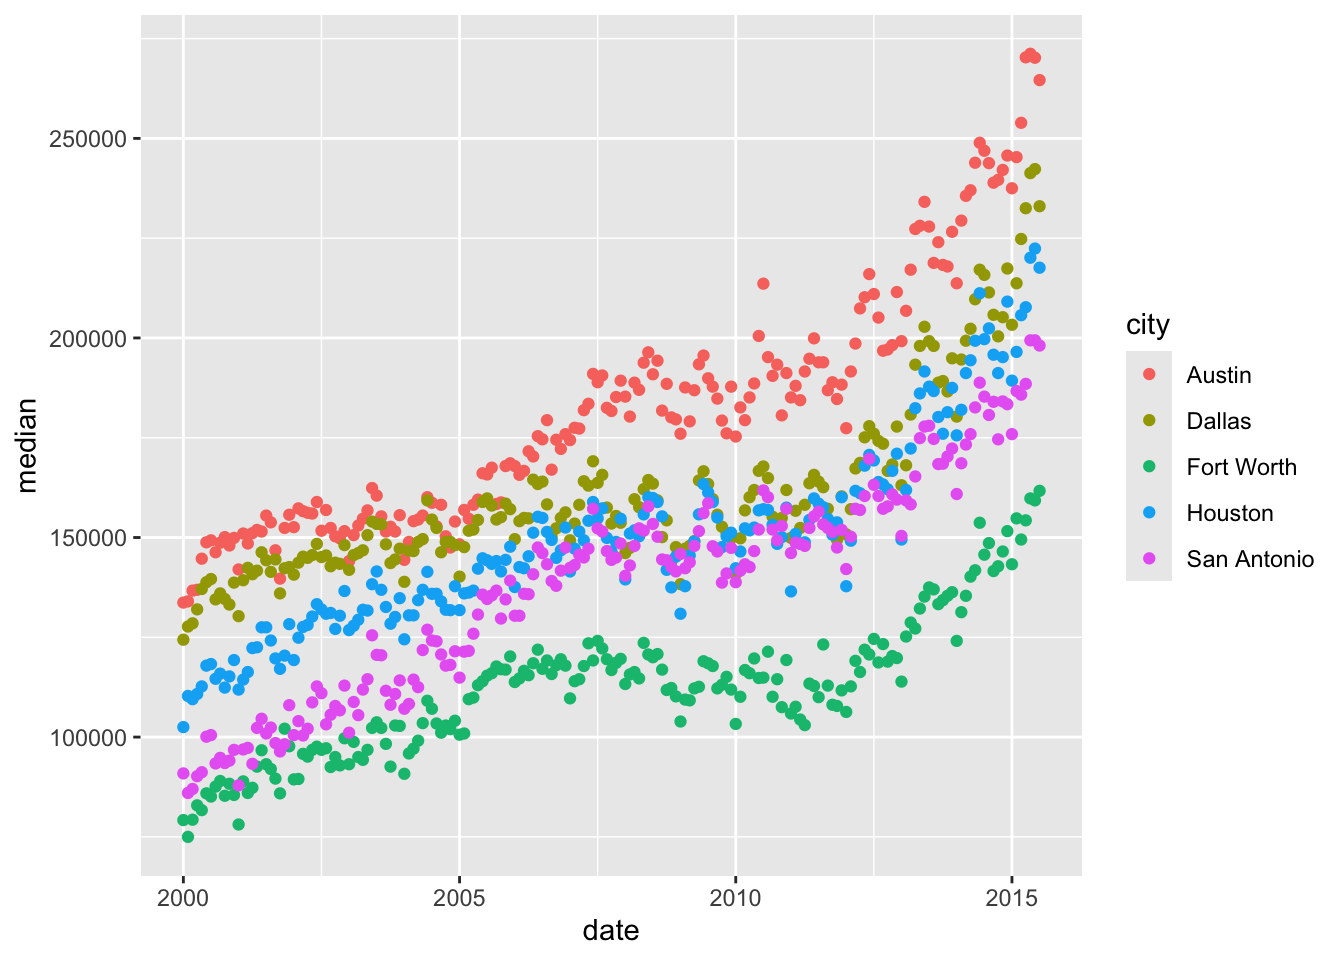 250000
200000
150000
100000
median
2000
2005
2010
2015
date
city
Austin
Dallas
Fort Worth
Houston
San Antonio